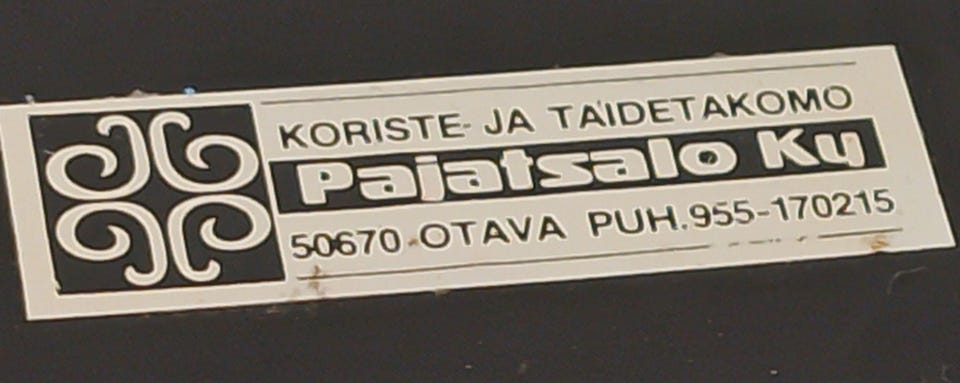 KORISTE- JA TAIDETAKOMO
Pajatsalo Ky
50670 OTAVA PUH. 955-170215